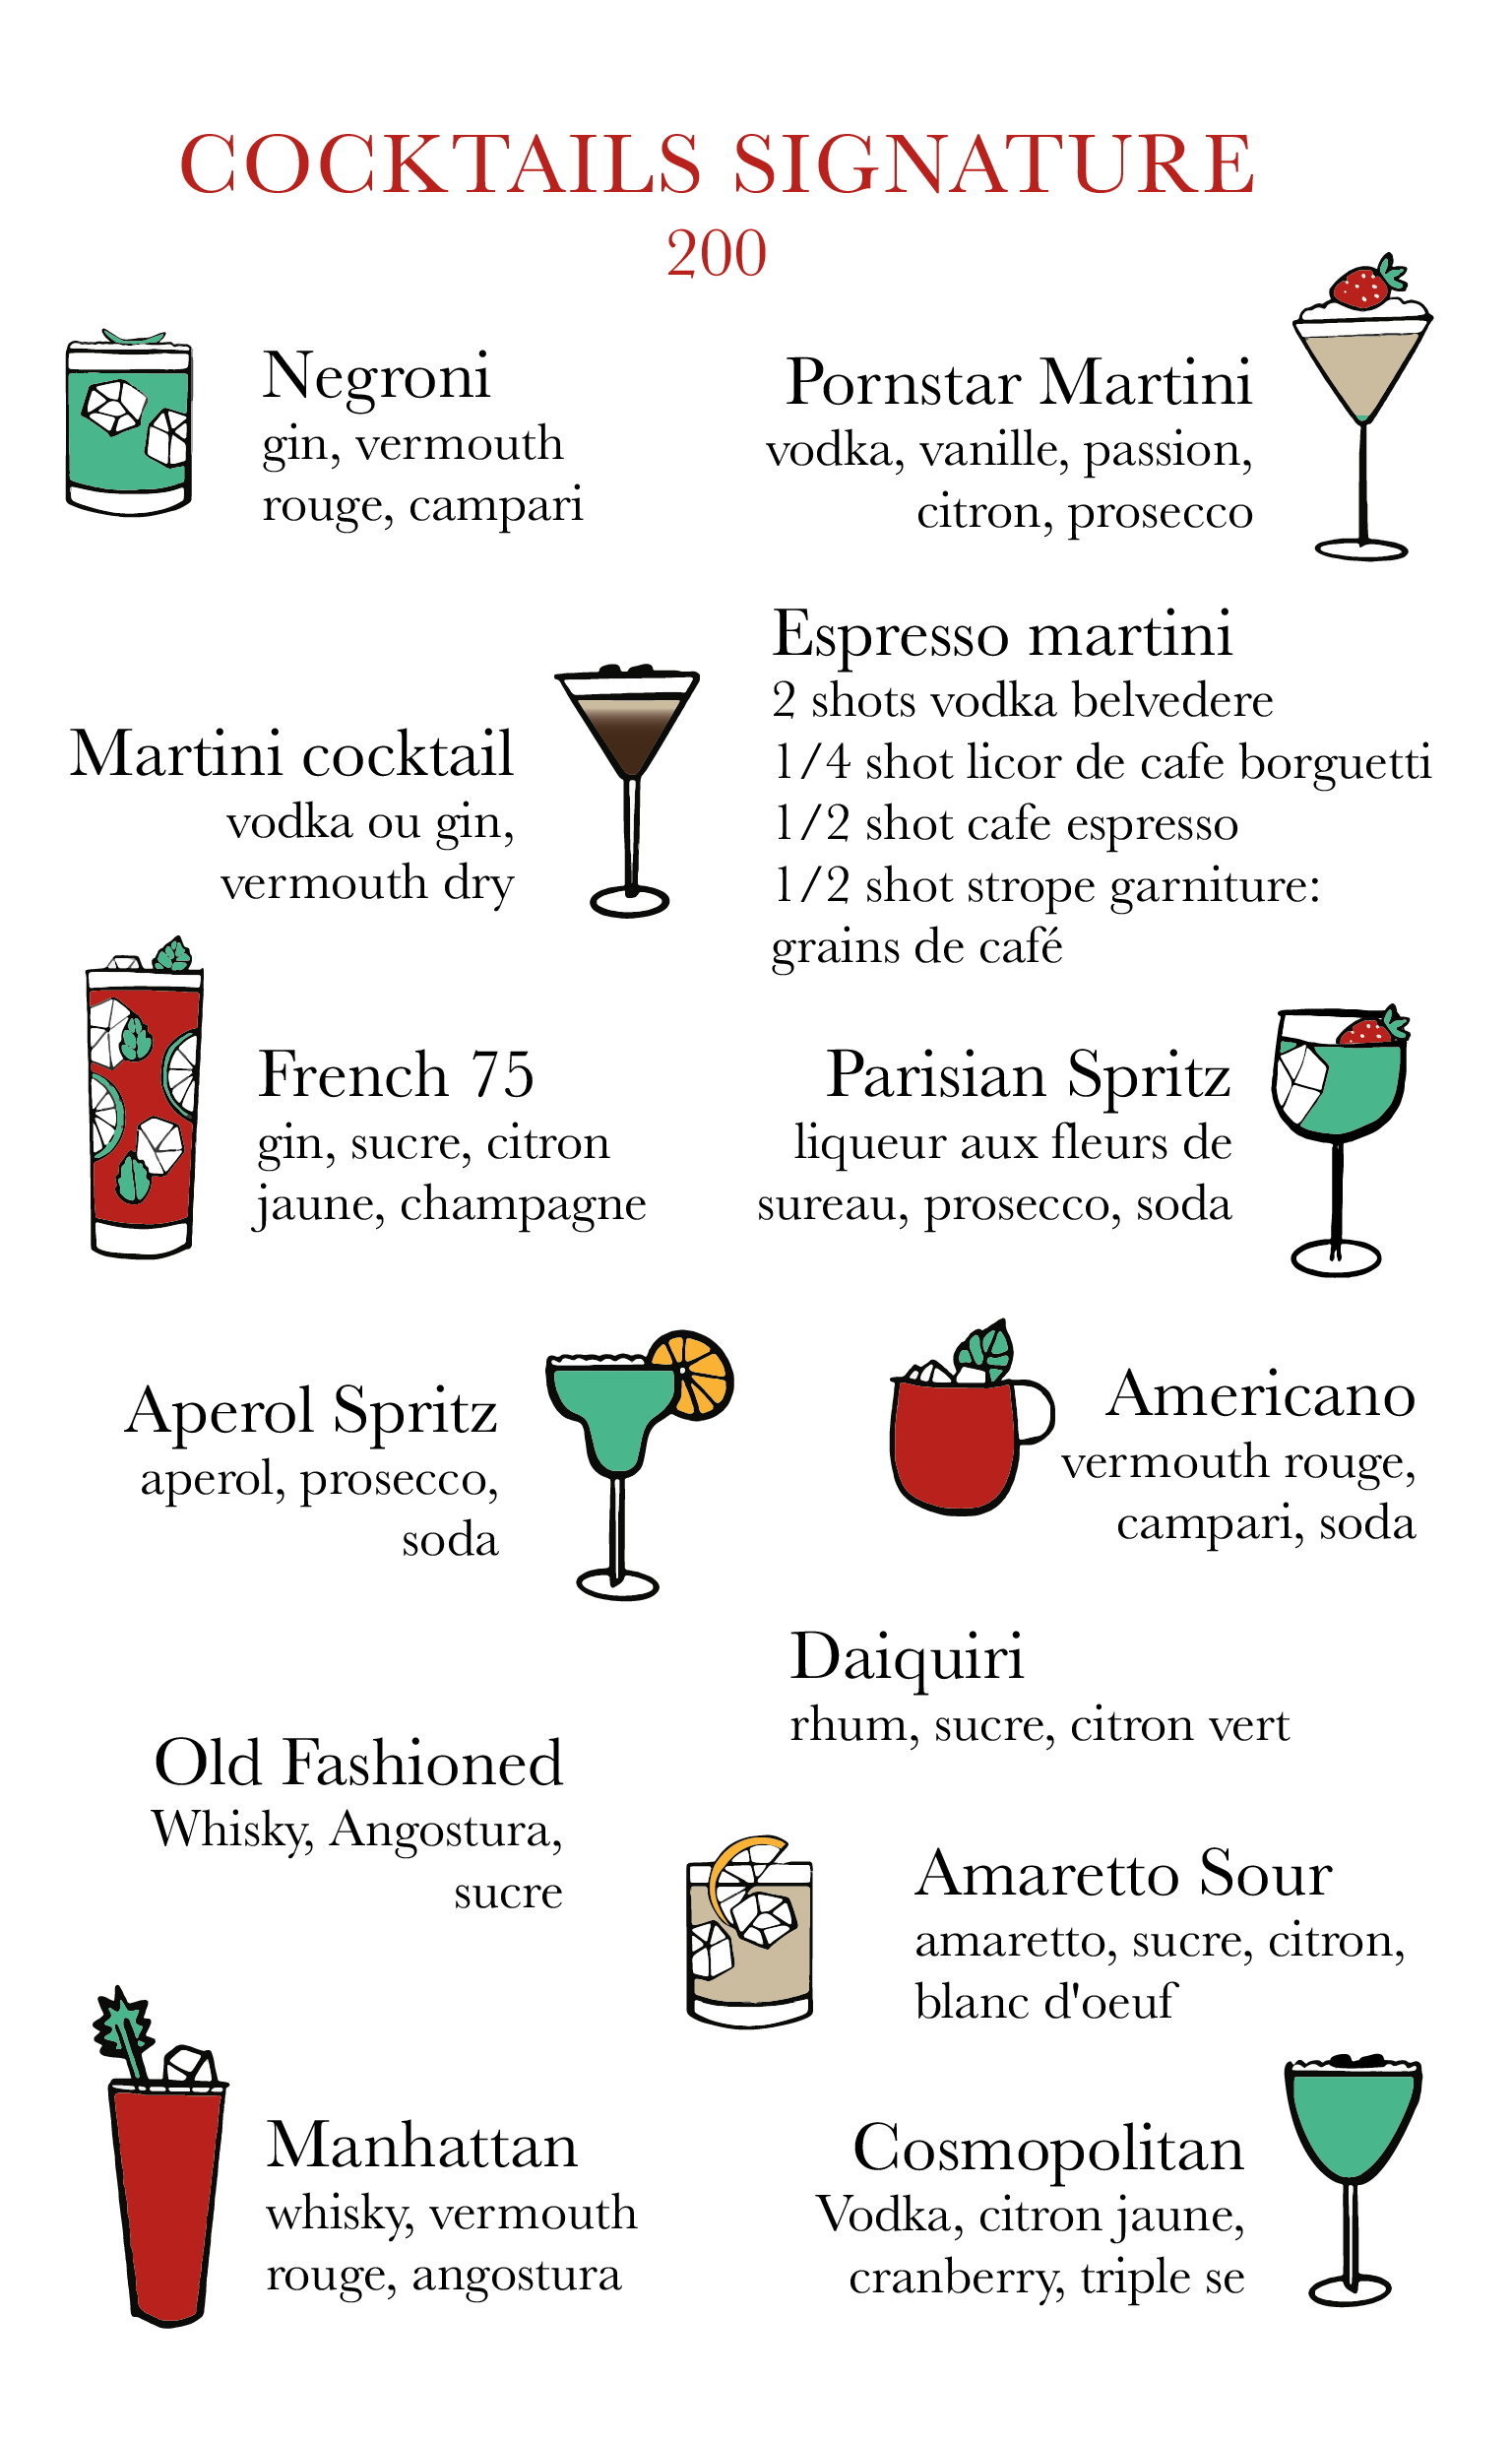 COCKTAILS SIGNATURE
200
Negroni
gin, vermouth
rouge, campari
Pornstar Martini
vodka, vanille, passion,
citron, prosecco
Martini cocktail
vodka ou gin,
vermouth dry
Espresso martini
2 shots vodka belvedere
1/4 shot licor de cafe borguetti
1/2 shot cafe espresso
1/2 shot strope garniture:
grains de café
French 75
gin, sucre, citron
jaune, champagne
Parisian Spritz
liqueur aux fleurs de
sureau, prosecco, soda
Aperol Spritz
aperol, prosecco,
soda
Americano
vermouth rouge,
campari, soda
Old Fashioned
Whisky, Angostura,
sucre
Daiquiri
rhum, sucre, citron vert
Amaretto Sour
amaretto, sucre, citron,
blanc d'oeuf
Manhattan
whisky, vermouth
rouge, angostura
Cosmopolitan
Vodka, citron jaune,
cranberry, triple se